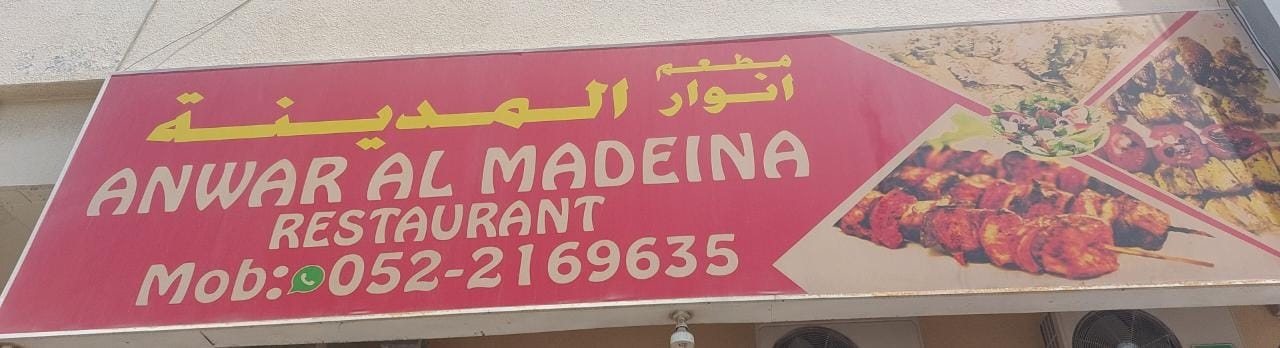 مطعم
انوار المدينة
ANWAR AL MADEINA
RESTAURANT
Mob: 052-2169635